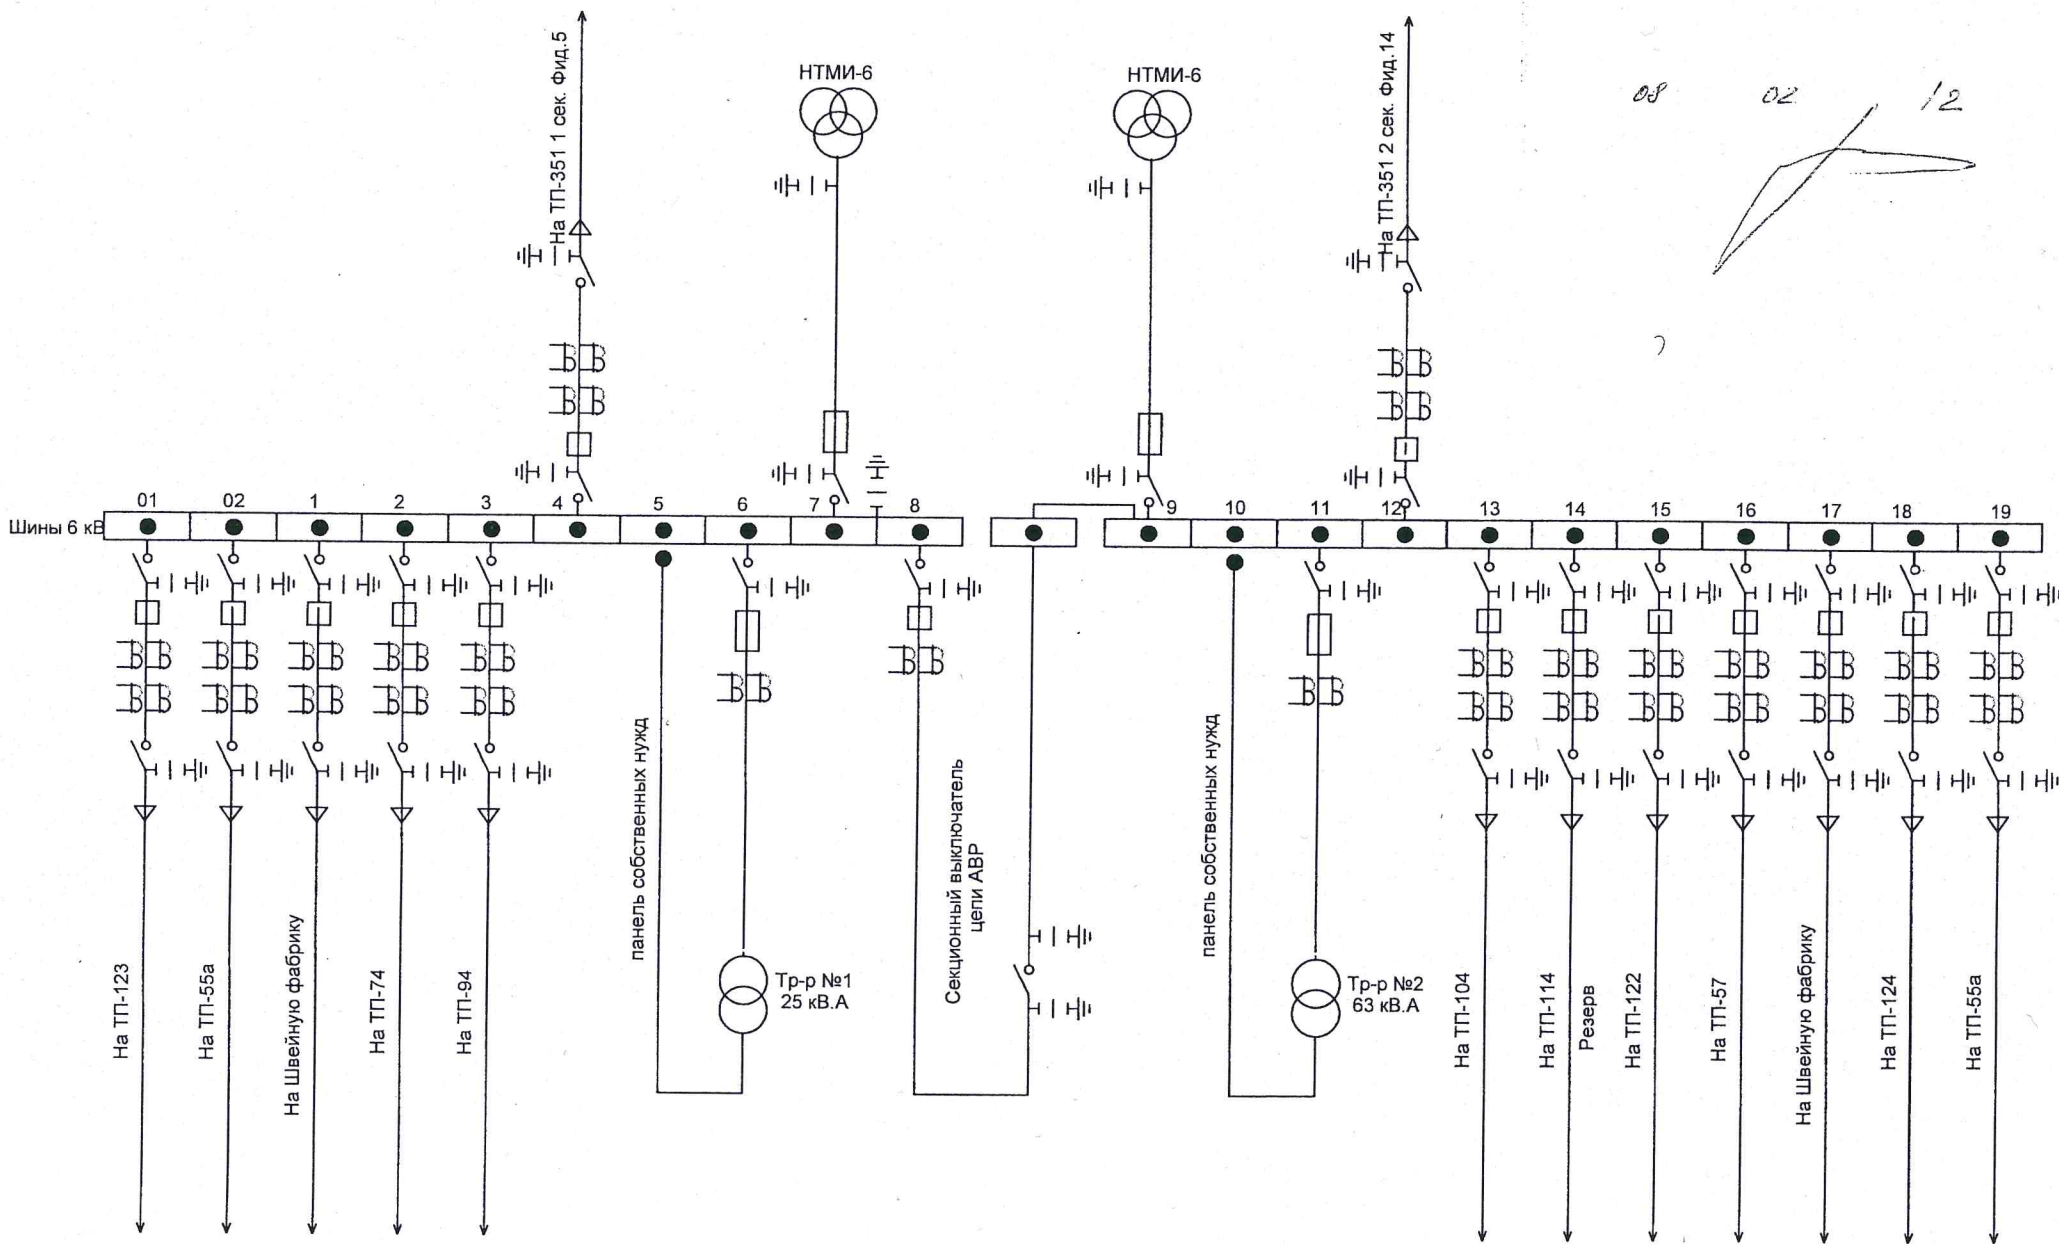 На ТП-351 1 сек. Фид.5
НТМИ-6
НТМИ-6
На ТП-351 2 сек. Фид.14
08 02 12
Шины 6 кВ
01 02 1 2 3 4 5 6 7 8 9 10 11 12 13 14 15 16 17 18 19
На ТП-123
На ТП-55а
На Швейную фабрику
На ТП-74
На ТП-94
панель собственных нужд
Тр-р №1
25 кВ.А
Секционный выключатель
цепи АВР
панель собственных нужд
Тр-р №2
63 кВ.А
На ТП-104
На ТП-114
Резерв
На ТП-122
На ТП-57
На Швейную фабрику
На ТП-124
На ТП-55а